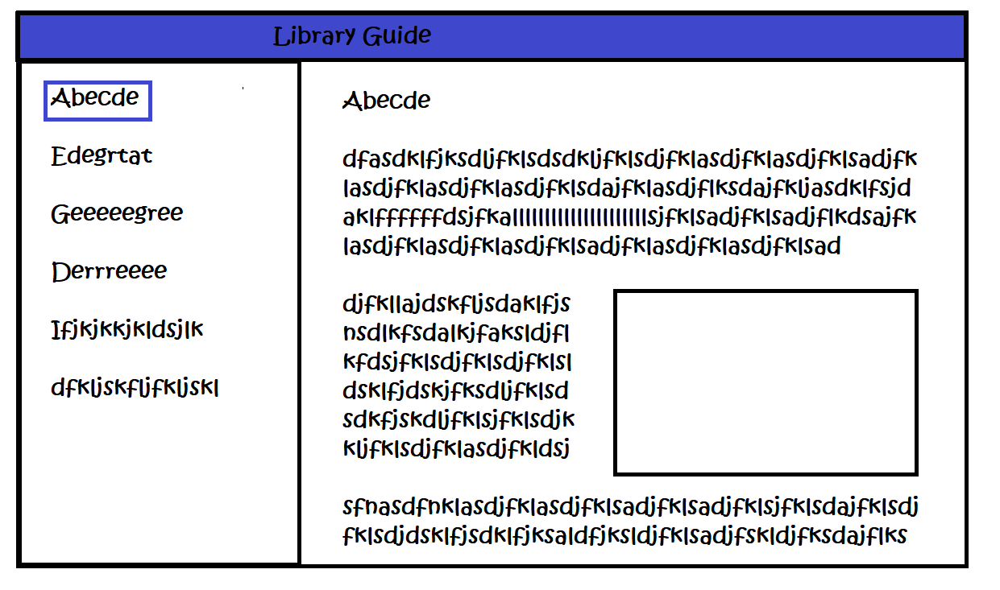 Library Guide
Abecde
Edegrtat
Geeeeegree
Derrreeee
Ifjkjkkjkldsjlk
dfkljskfljfkljskl
Abecde
dfasdklfjksdljfklsdsdkljfklsdjfklasdjfklasdjfklsadjfk
lasdjfklasdjfklasdjfklsdajfklasdjflksdajfkljasdklfsjd
aklffffffdsjfkalllllllllllllllllllllsjfklsadjfklsadjflkdsajfk
lasdjfklasdjfklasdjfklsadjfklasdjfklasdjfklsad
djfkllajdskfljsdaklfjs
nsdlkfsdalkjfaksldjfl
kfdsjfklsdjfklsdjfklsl
dsklfjdskjfksdljfklsd
sdkfjskdljfklsjfklsdjk
kljfklsdjfklasdjfkldsj
sfnasdfnklasdjfklasdjfklsadjfklsadjfklsjfklsdajfklsdj
fklsdjdsklfjsdklfjksaldfjksldjfklsadjfskldjfksdajflks